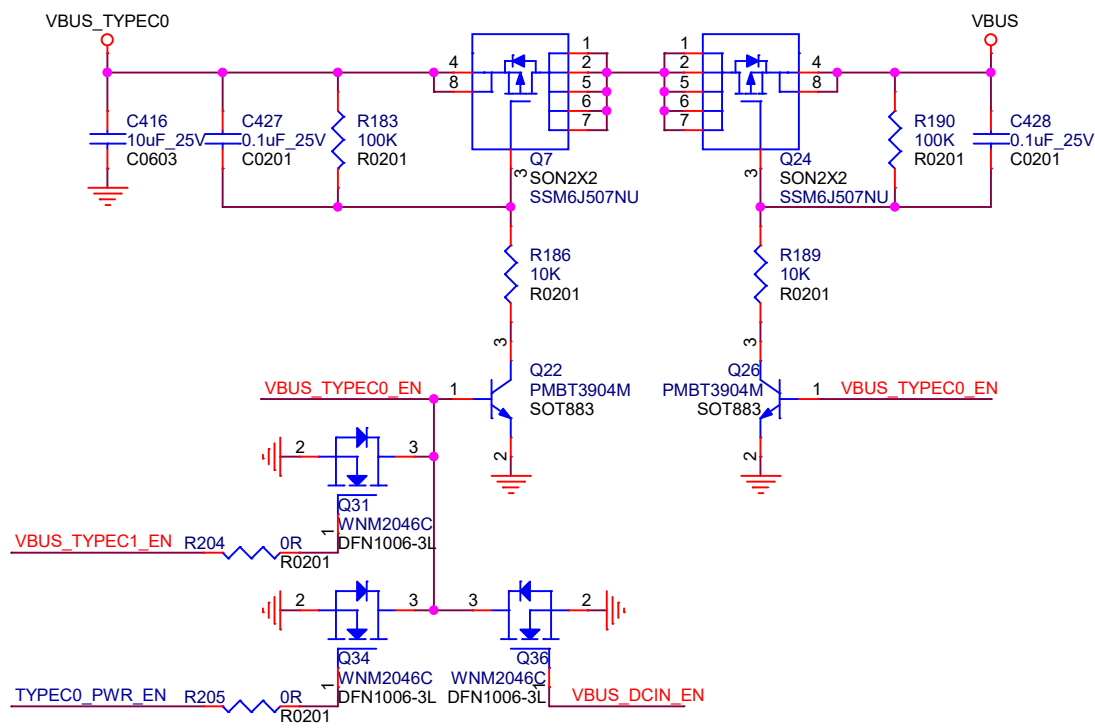 VBUS_TYPEC0
VBUS
4
8
1
2
5
6
7
1
2
5
6
7
4
8
C416
10uF_25V
C0603
C427
0.1uF_25V
C0201
R183
100K
R0201
3
Q7
SON2X2
SSM6J507NU
3
Q24
SON2X2
SSM6J507NU
R190
100K
R0201
C428
0.1uF_25V
C0201
R186
10K
R0201
R189
10K
R0201
3
3
VBUS_TYPEC0_EN
1
Q22
PMBT3904M
SOT883
2
Q26
PMBT3904M
SOT883
1
VBUS_TYPEC0_EN
2
2
3
Q31
WNM2046C
DFN1006-3L
1
VBUS_TYPEC1_EN
R204
0R
R0201
2
3
3
2
Q34
WNM2046C
DFN1006-3L
1
Q36
WNM2046C
DFN1006-3L
1
TYPEC0_PWR_EN
R205
0R
R0201
VBUS_DCIN_EN